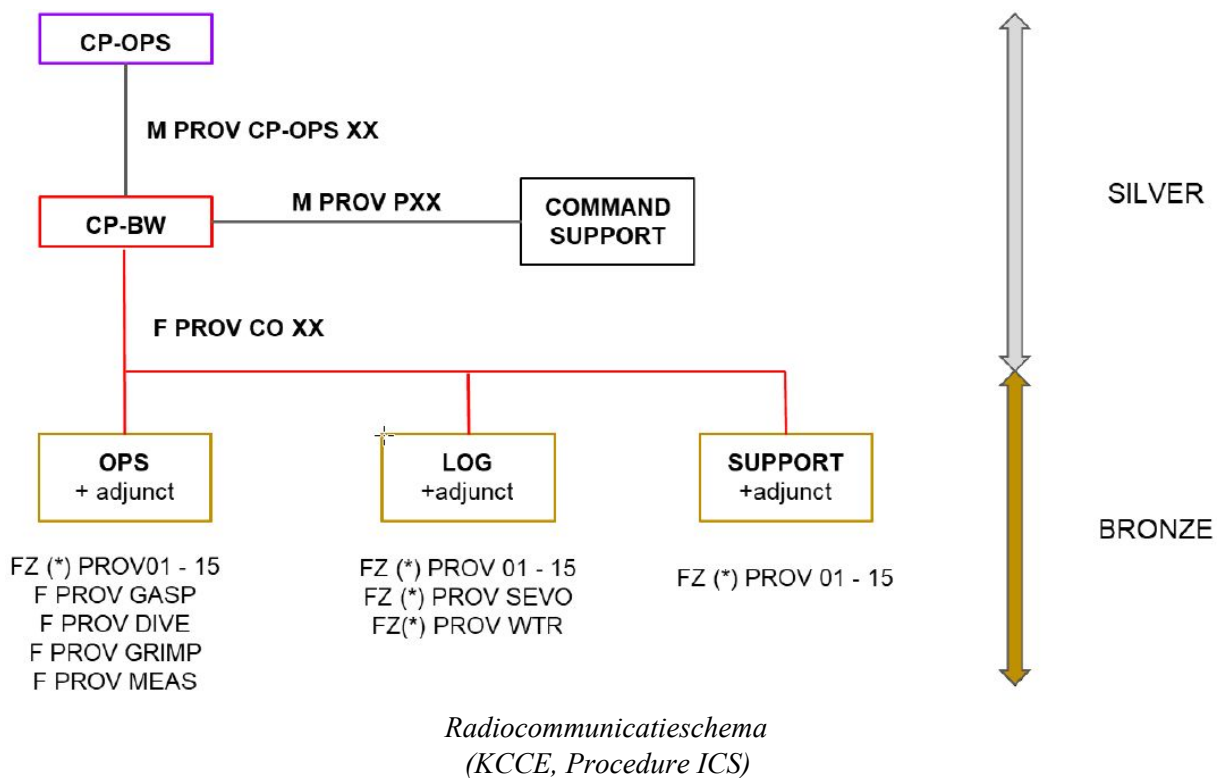 CP-OPS
M PROV CP-OPS XX
CP-BW
M PROV PXX
COMMAND
SUPPORT
SILVER
F PROV CO XX
OPS
+ adjunct
LOG
+adjunct
SUPPORT
+adjunct
BRONZE
FZ (*) PROV01 - 15
F PROV GASP
F PROV DIVE
F PROV GRIMP
F PROV MEAS
FZ (*) PROV 01 - 15
FZ (*) PROV SEVO
FZ(*) PROV WTR
FZ (*) PROV 01 - 15
Radiocommunicatieschema
(KCCE, Procedure ICS)